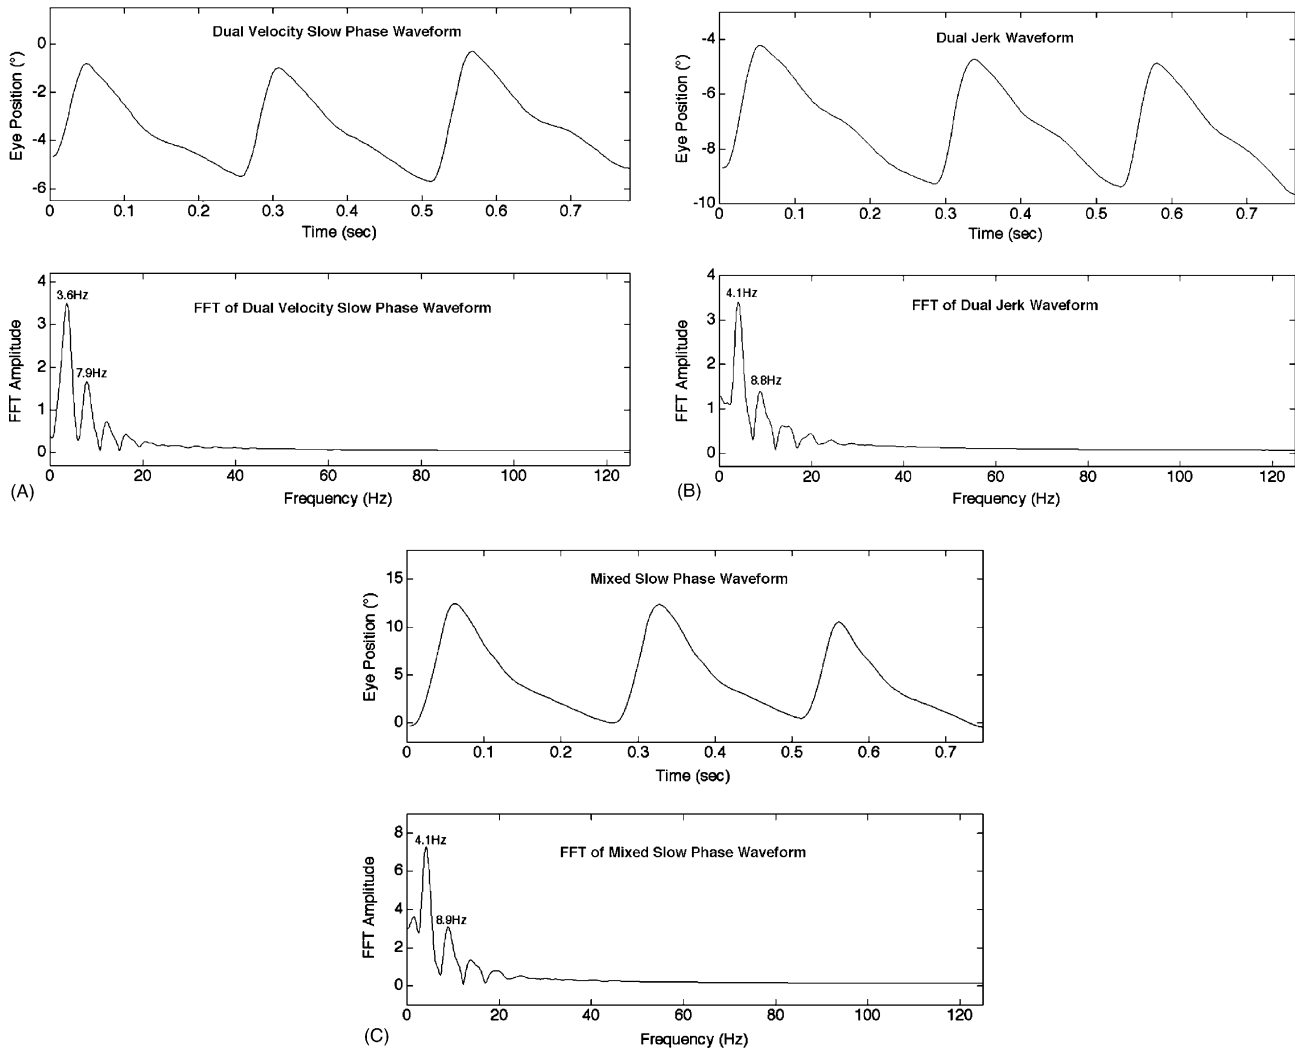 Dual Velocity Slow Phase Waveform
Eye Position (°)
0
-2
-4
-6
0 0.1 0.2 0.3 0.4 0.5 0.6 0.7
Time (sec)
FFT of Dual Velocity Slow Phase Waveform
3.6Hz
7.9Hz
FFT Amplitude
4
3
2
1
0
0 20 40 60 80 100 120
Frequency (Hz)
(A)
Dual Jerk Waveform
Eye Position (°)
-4
-6
-8
-10
0 0.1 0.2 0.3 0.4 0.5 0.6 0.7
Time (sec)
FFT of Dual Jerk Waveform
4.1Hz
8.8Hz
FFT Amplitude
4
3
2
1
0
0 20 40 60 80 100 120
Frequency (Hz)
(B)
Mixed Slow Phase Waveform
Eye Position (°)
15
10
5
0
0 0.1 0.2 0.3 0.4 0.5 0.6 0.7
Time (sec)
FFT of Mixed Slow Phase Waveform
4.1Hz
8.9Hz
FFT Amplitude
8
6
4
2
0
0 20 40 60 80 100 120
Frequency (Hz)
(C)